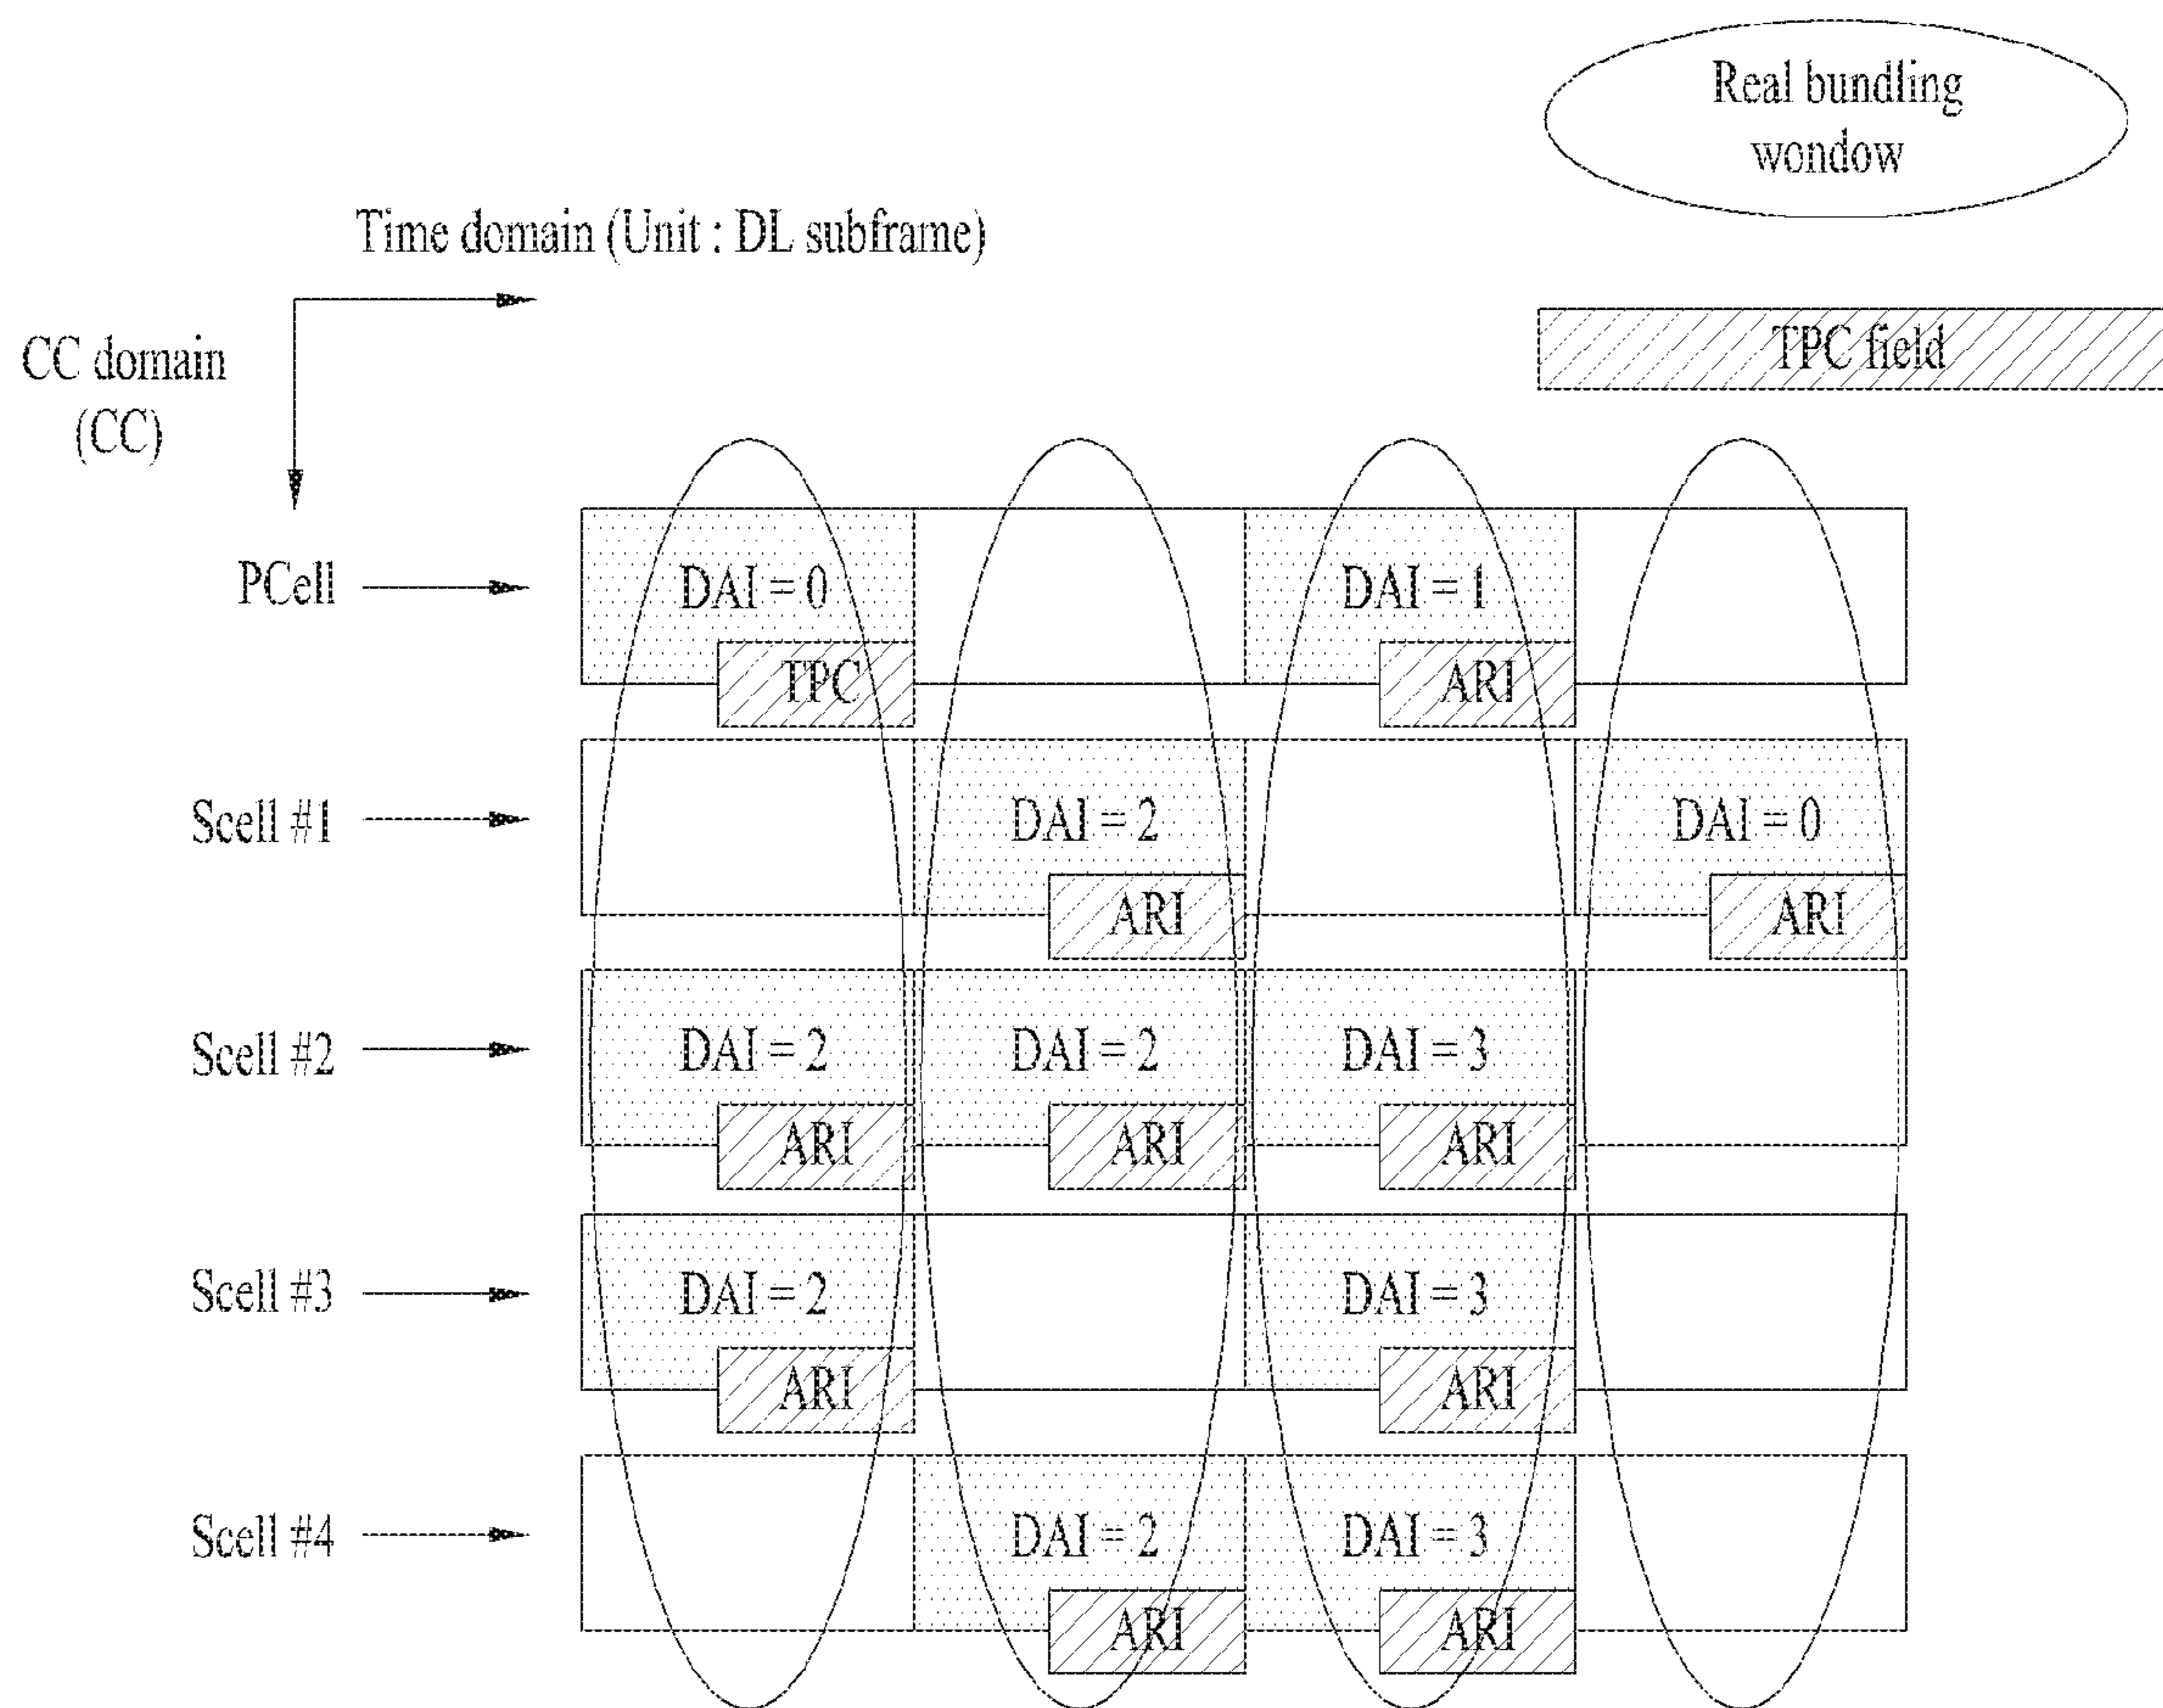 Real bundling
wondow
Time domain (Unit : DL subframe)
TPC field
CC domain
(CC)
PCell
DAI = 0
DAI = 1
TPC
ARI
Scell #1
DAI = 2
DAI = 0
ARI
ARI
Scell #2
DAI = 2
DAI = 2
DAI = 3
ARI
ARI
ARI
Scell #3
DAI = 2
DAI = 3
ARI
ARI
Scell #4
DAI = 2
DAI = 3
ARI
ARI